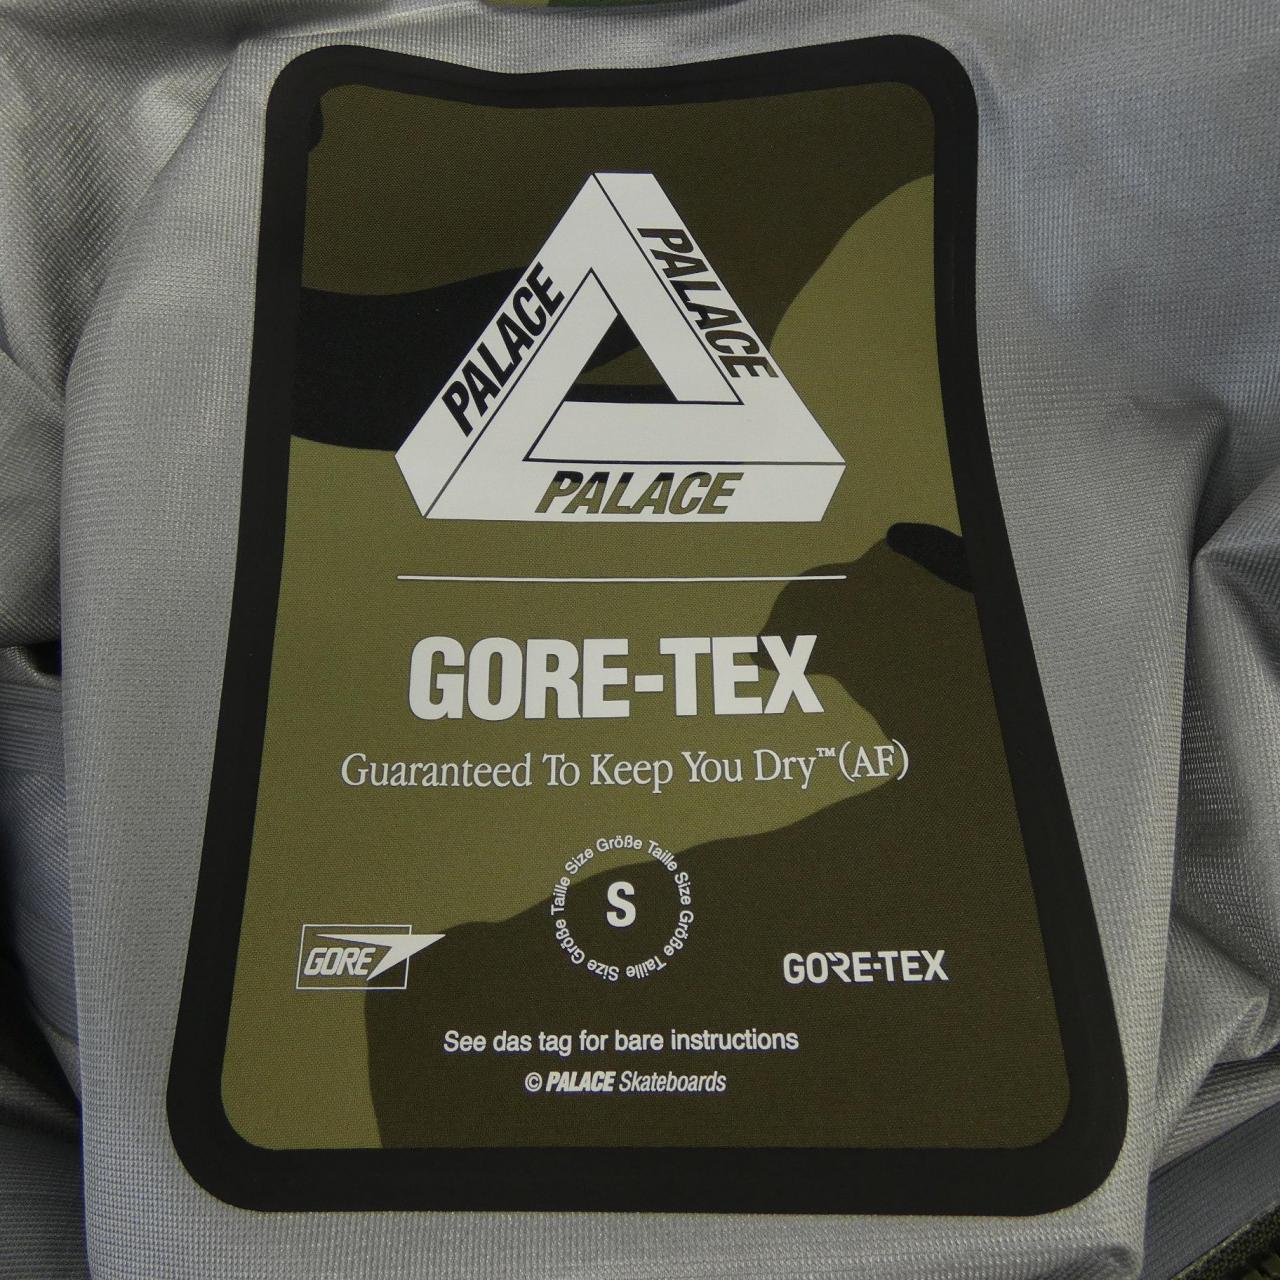 PALACE
PALACE
PALACE
GORE-TEX
Guaranteed To Keep You Dry™(AF)
Size Größe Taille Size Größe Taille Size Größe Taille
S
GORE
GORE-TEX
See das tag for bare instructions
© PALACE Skateboards